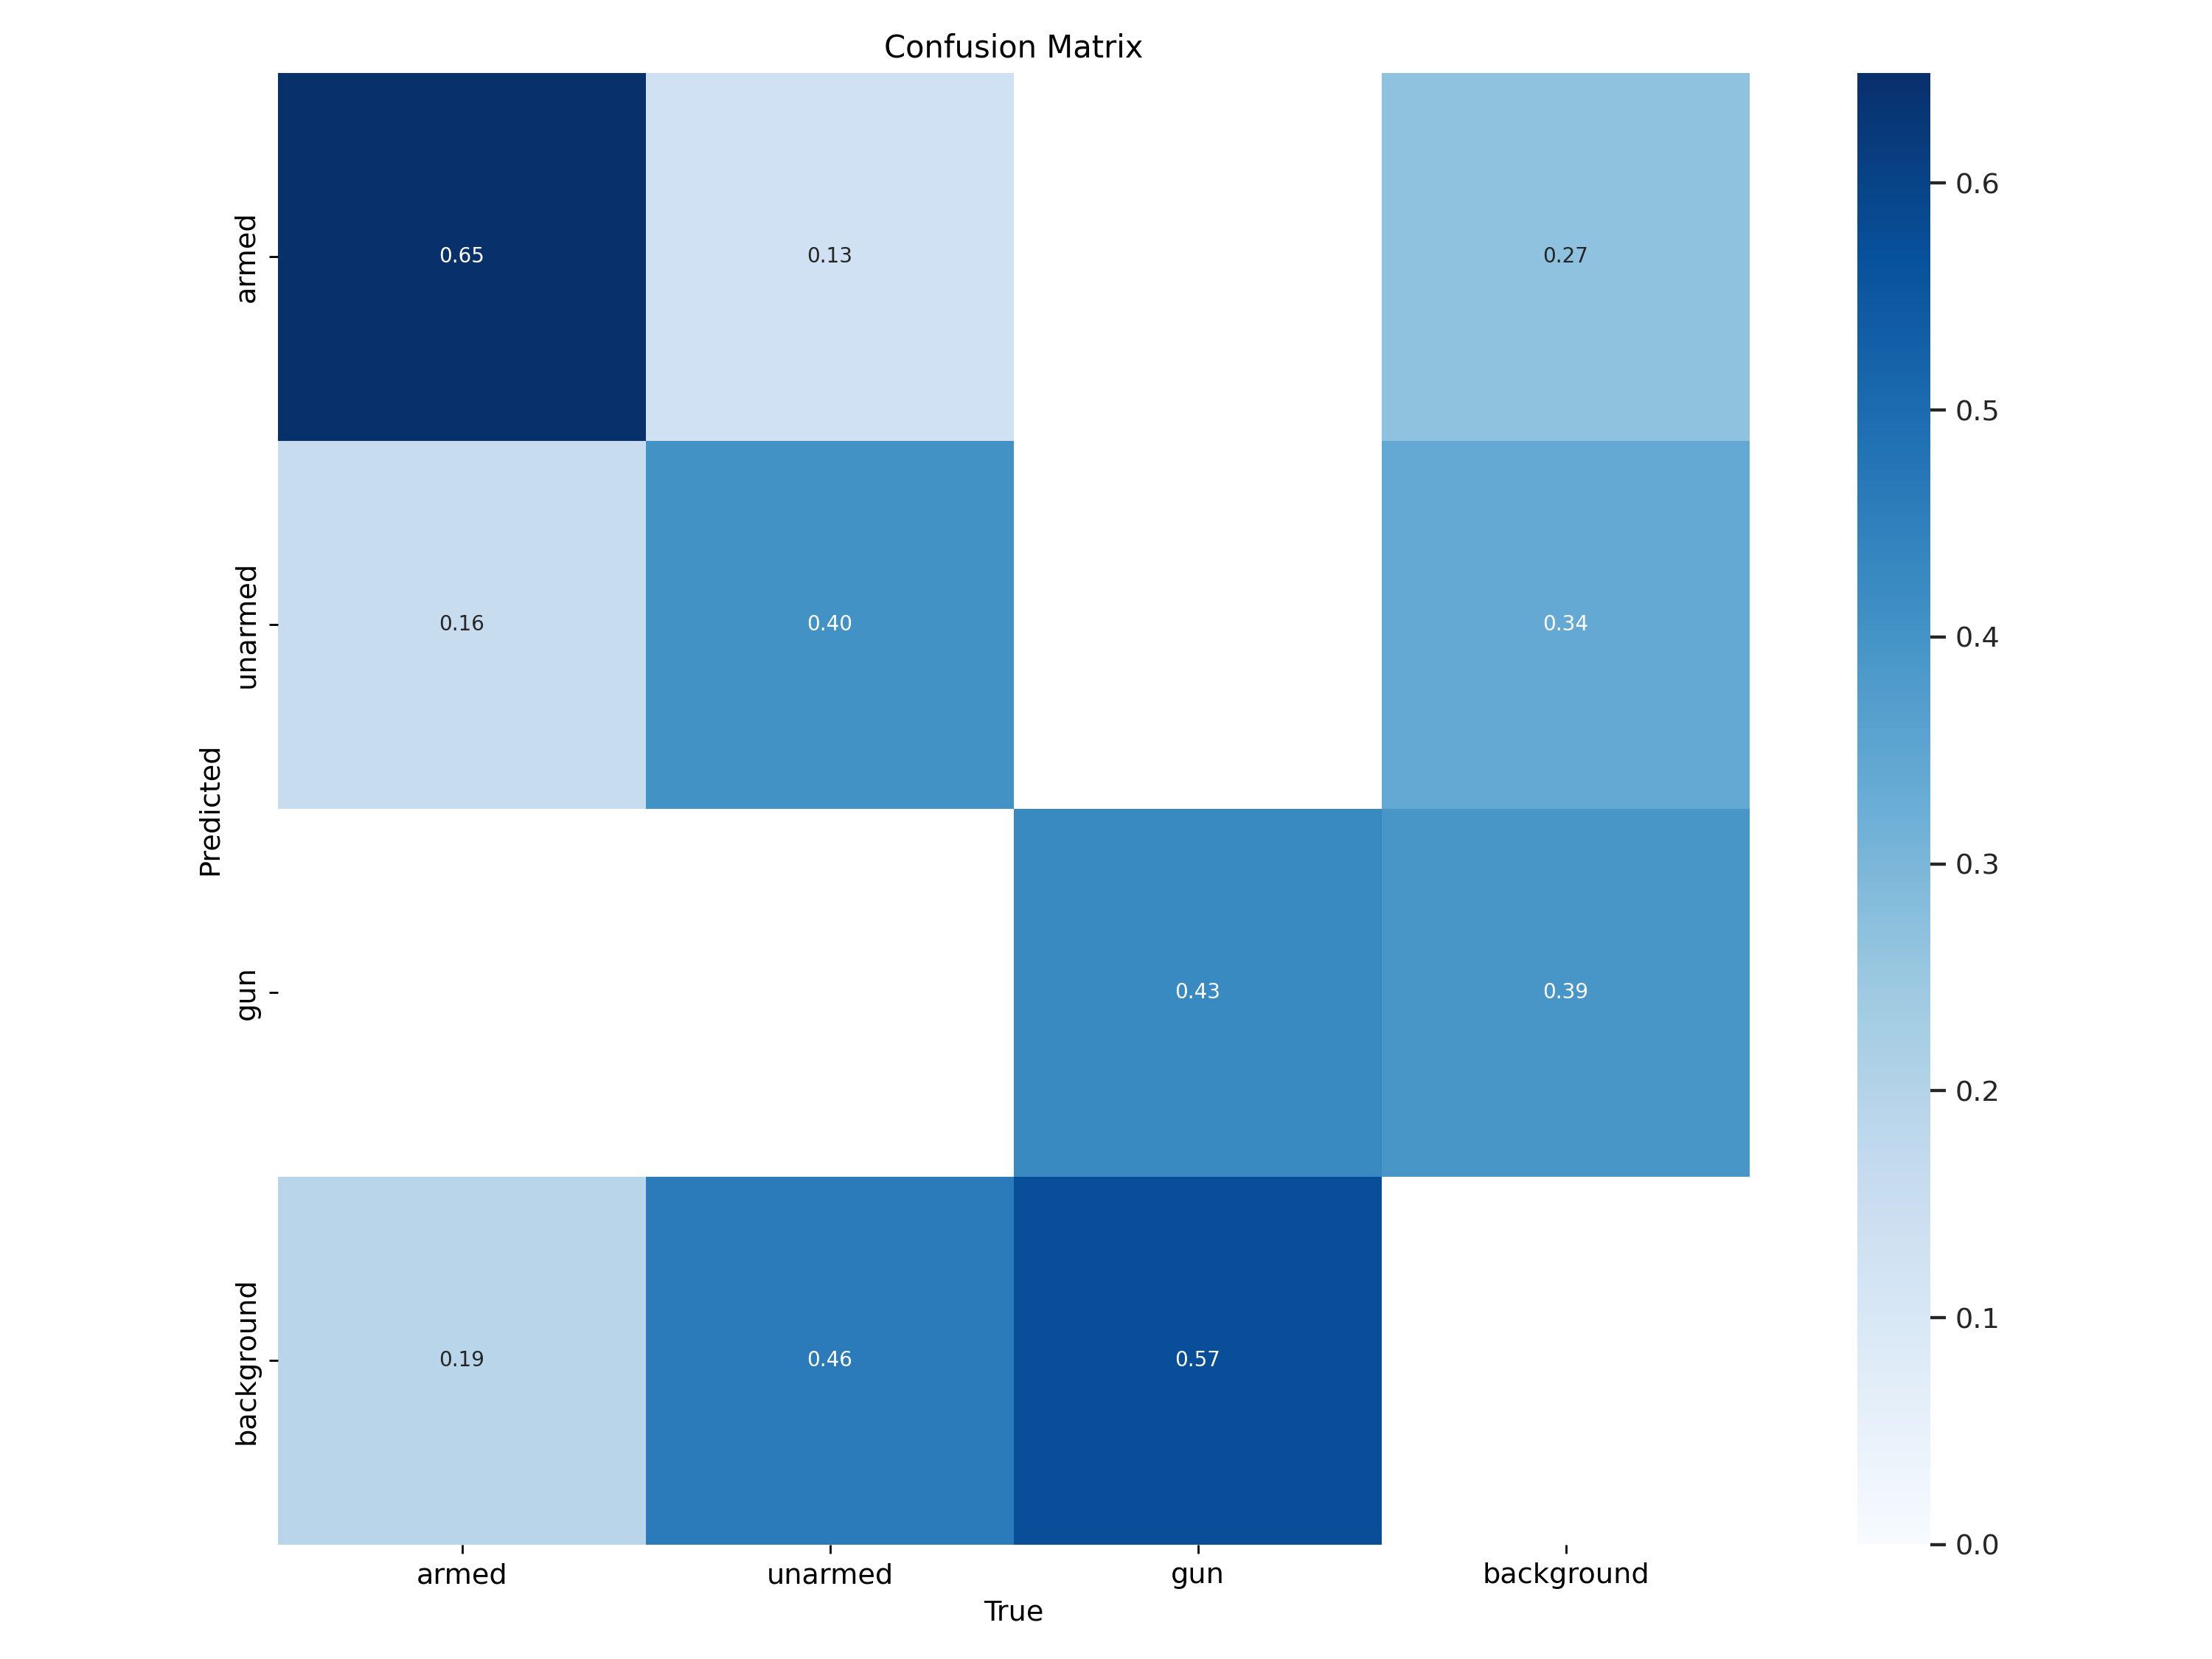 Confusion Matrix
armed
0.65
0.13
0.27
unarmed
0.16
0.40
0.34
Predicted
gun
0.43
0.39
background
0.19
0.46
0.57
armed
unarmed
gun
background
True
0.6
0.5
0.4
0.3
0.2
0.1
0.0